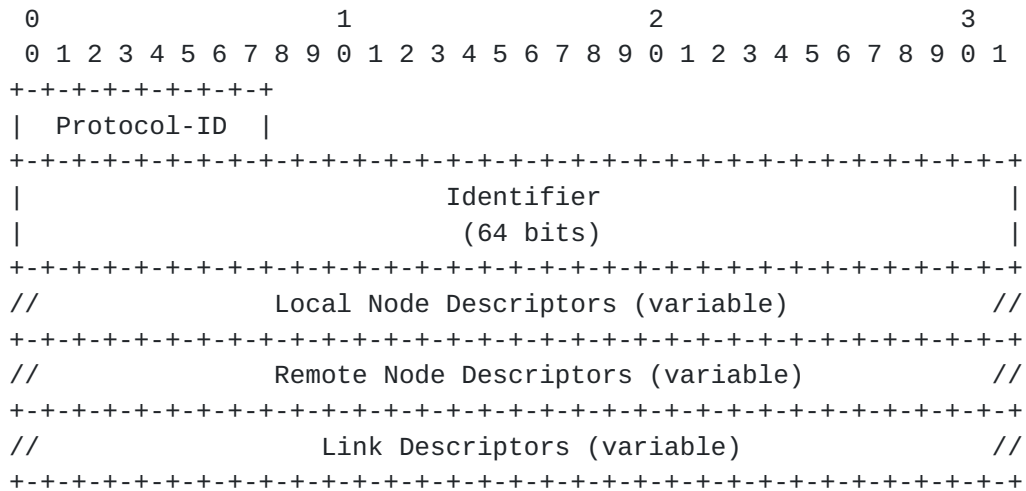 0                   1                   2                   3
 0 1 2 3 4 5 6 7 8 9 0 1 2 3 4 5 6 7 8 9 0 1 2 3 4 5 6 7 8 9 0 1
+-+-+-+-+-+-+-+-+
|  Protocol-ID  |
+-+-+-+-+-+-+-+-+-+-+-+-+-+-+-+-+-+-+-+-+-+-+-+-+-+-+-+-+-+-+-+-+
|                           Identifier                          |
|                            (64 bits)                          |
+-+-+-+-+-+-+-+-+-+-+-+-+-+-+-+-+-+-+-+-+-+-+-+-+-+-+-+-+-+-+-+-+
//               Local Node Descriptors (variable)             //
+-+-+-+-+-+-+-+-+-+-+-+-+-+-+-+-+-+-+-+-+-+-+-+-+-+-+-+-+-+-+-+-+
//               Remote Node Descriptors (variable)            //
+-+-+-+-+-+-+-+-+-+-+-+-+-+-+-+-+-+-+-+-+-+-+-+-+-+-+-+-+-+-+-+-+
//                  Link Descriptors (variable)                //
+-+-+-+-+-+-+-+-+-+-+-+-+-+-+-+-+-+-+-+-+-+-+-+-+-+-+-+-+-+-+-+-+